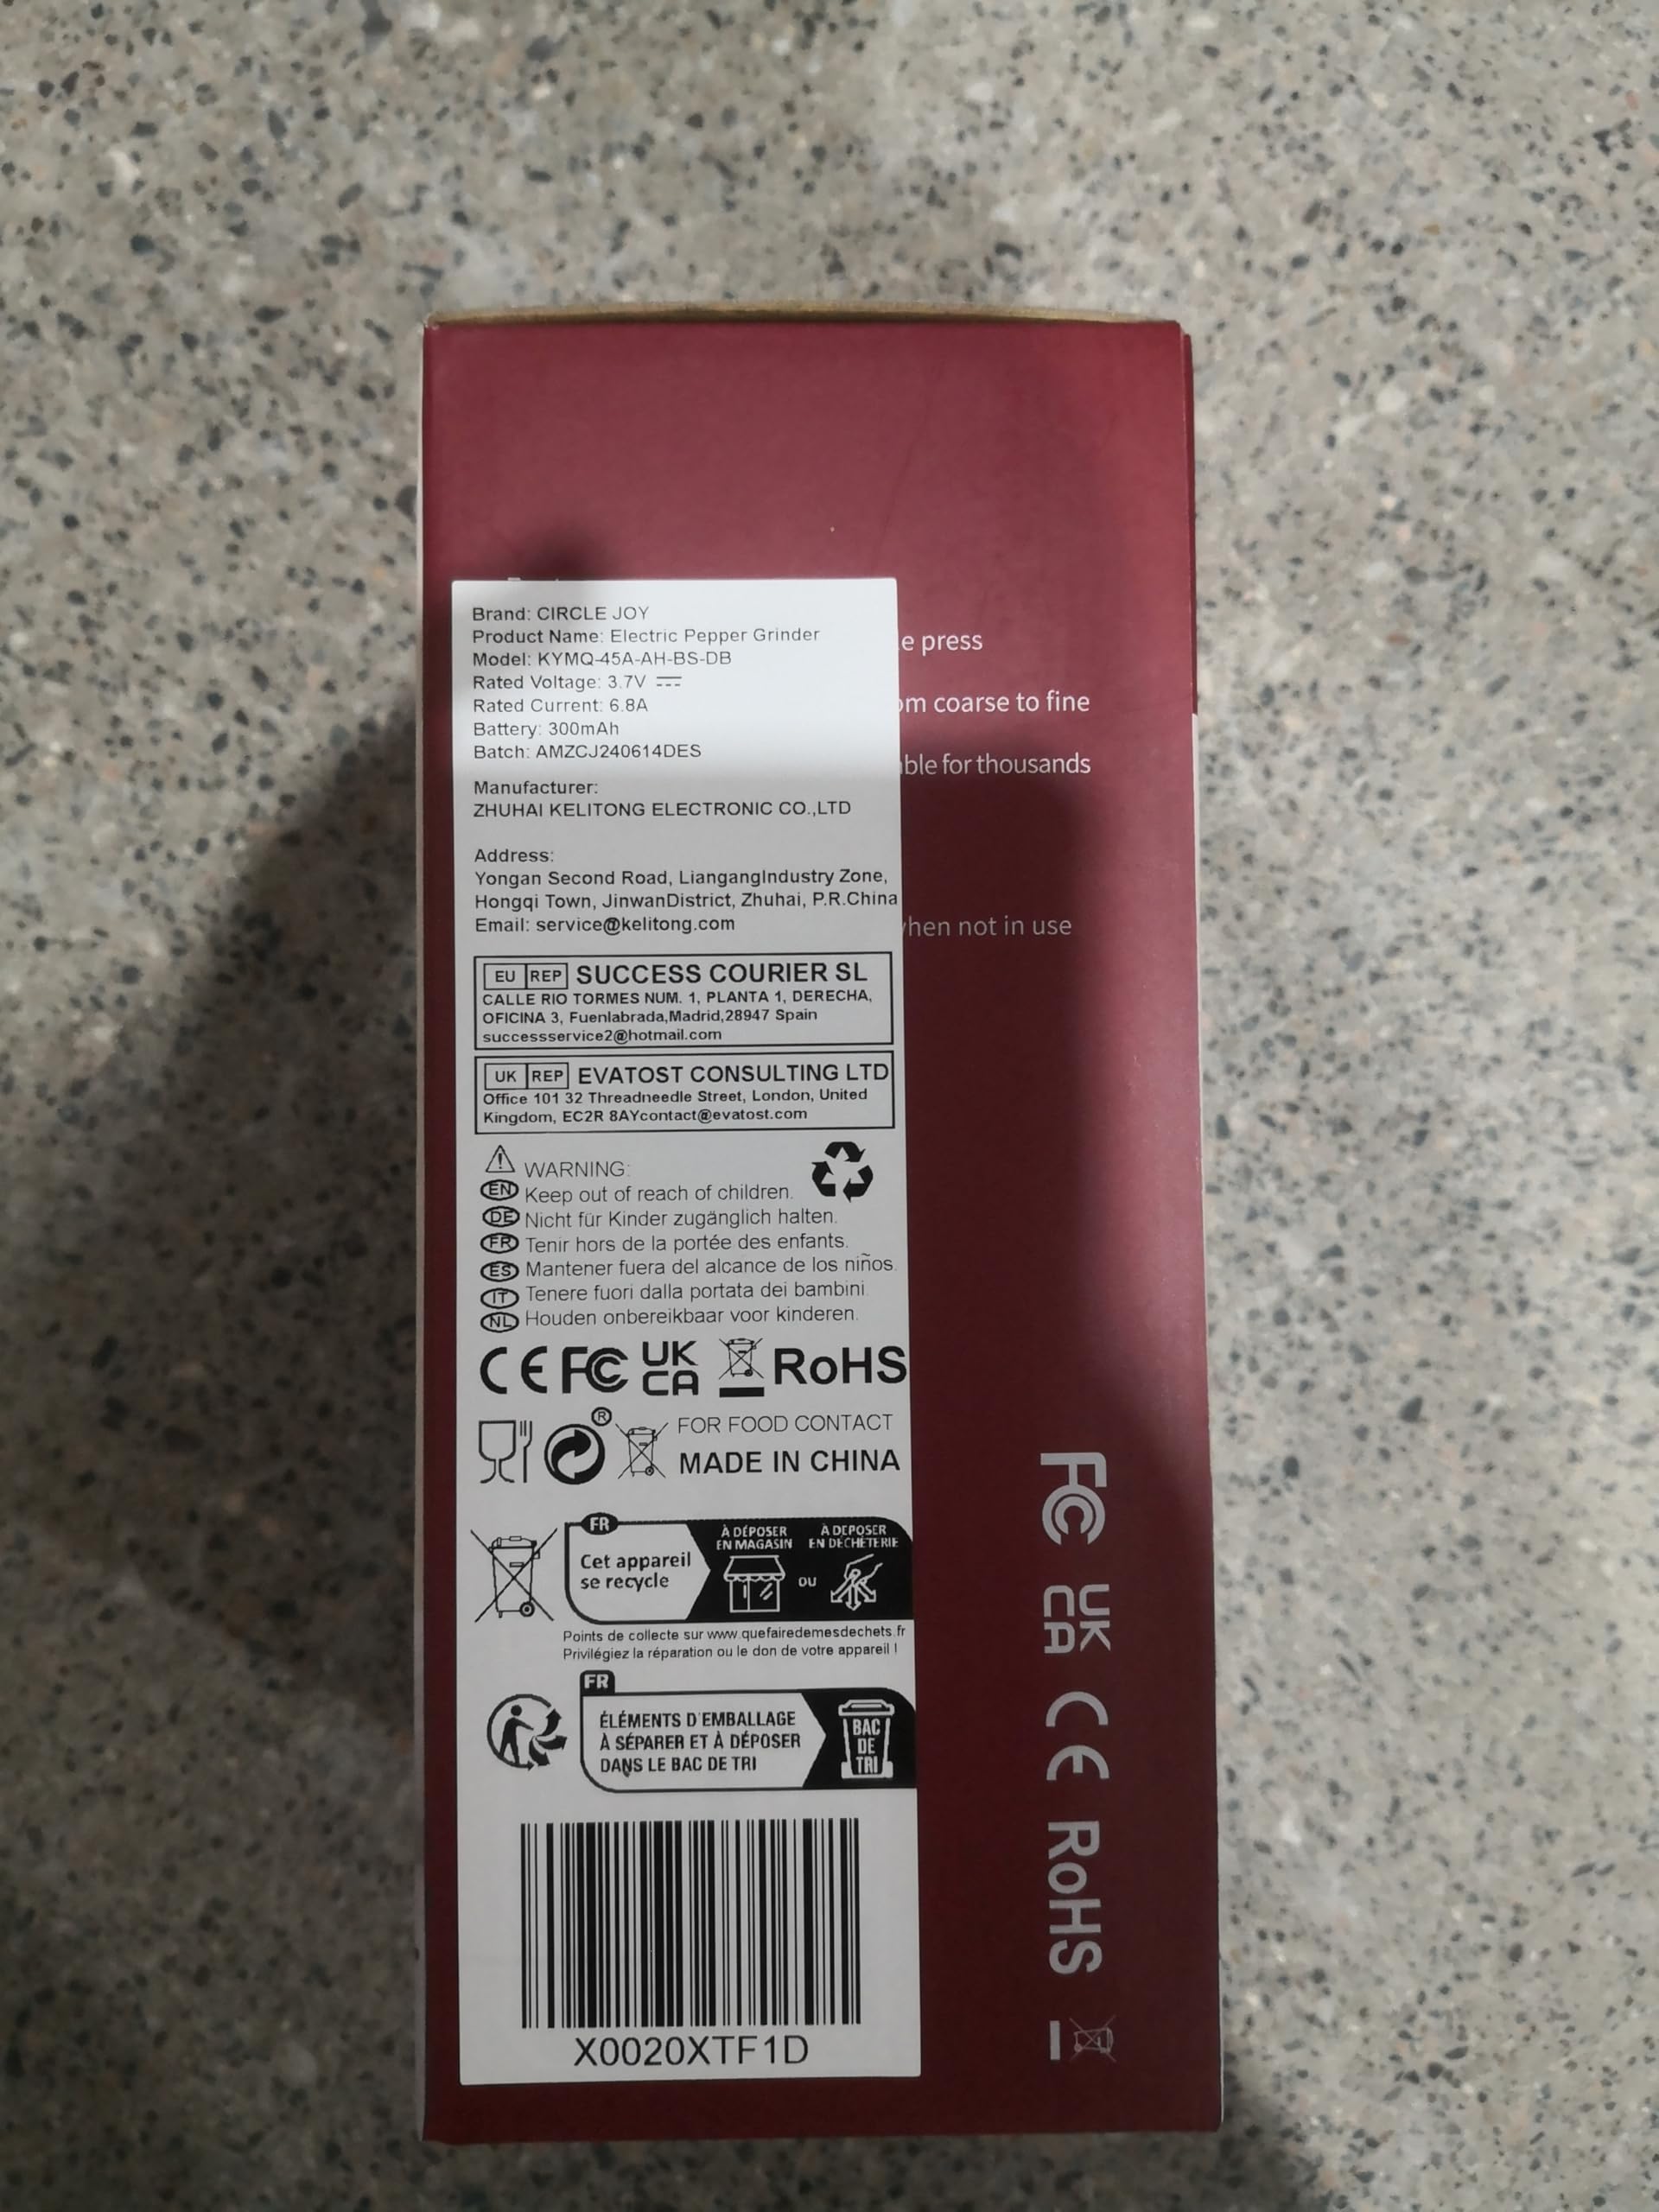 Brand: CIRCLE JOY
Product Name: Electric Pepper Grinder
Model: KYMQ-45A-AH-BS-DB
Rated Voltage: 3.7V
Rated Current: 6.8A
Battery: 300mAh
Batch: AMZCJ240614DES
Manufacturer:
ZHUHAI KELITONG ELECTRONIC CO.,LTD
Address:
Yongan Second Road, LiangangIndustry Zone,
Hongqi Town, JinwanDistrict, Zhuhai, P.R.China
Email: service@kelitong.com
EU REP SUCCESS COURIER SL
CALLE RIO TORMES NUM. 1, PLANTA 1, DERECHA,
OFICINA 3, Fuenlabrada,Madrid,28947 Spain
successservice2@hotmail.com
UK REP EVATOST CONSULTING LTD
Office 101 32 Threadneedle Street, London, United
Kingdom, EC2R 8AYcontact@evatost.com
WARNING:
EN Keep out of reach of children.
DE Nicht für Kinder zugänglich halten.
FR Tenir hors de la portée des enfants.
ES Mantener fuera del alcance de los niños.
IT Tenere fuori dalla portata dei bambini.
NL Houden onbereikbaar voor kinderen.
CE FC UK CA RoHS
FOR FOOD CONTACT
MADE IN CHINA
FR
Cet appareil
se recycle
À DÉPOSER
EN MAGASIN
OU
À DÉPOSER
EN DÉCHÈTERIE
Points de collecte sur www.quefairedemesdechets.fr
Privilégiez la réparation ou le don de votre appareil !
FR
ÉLÉMENTS D'EMBALLAGE
À SÉPARER ET À DÉPOSER
DANS LE BAC DE TRI
BAC
DE
TRI
X0020XTF1D
e press
om coarse to fine
able for thousands
when not in use
FC
UK
CA
CE
RoHS